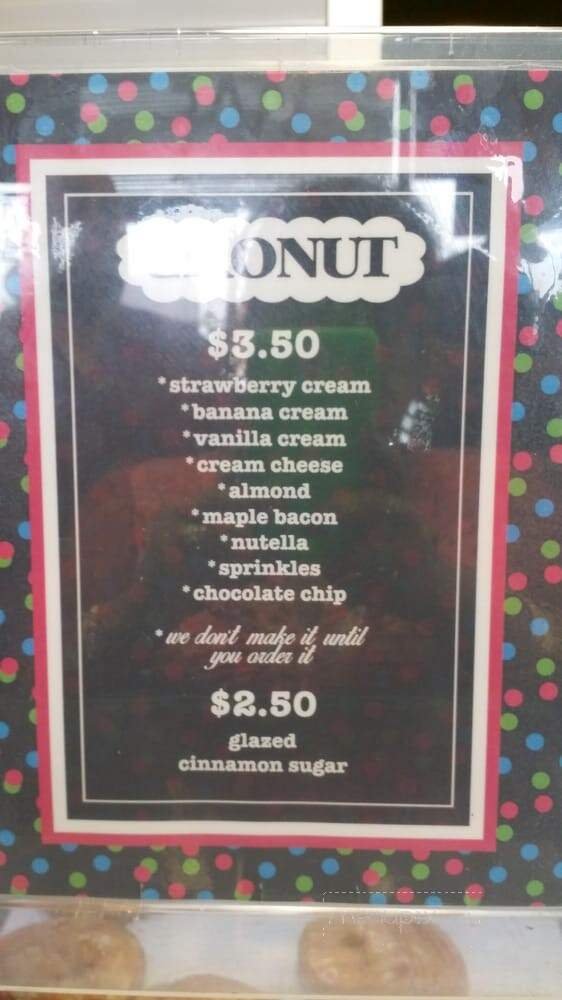 $3.50
*strawberry cream
*banana cream
*vanilla cream
*cream cheese
*almond
*maple bacon
*nutella
*sprinkles
*chocolate chip
*we don't make it until
you order it
$2.50
glazed
cinnamon sugar